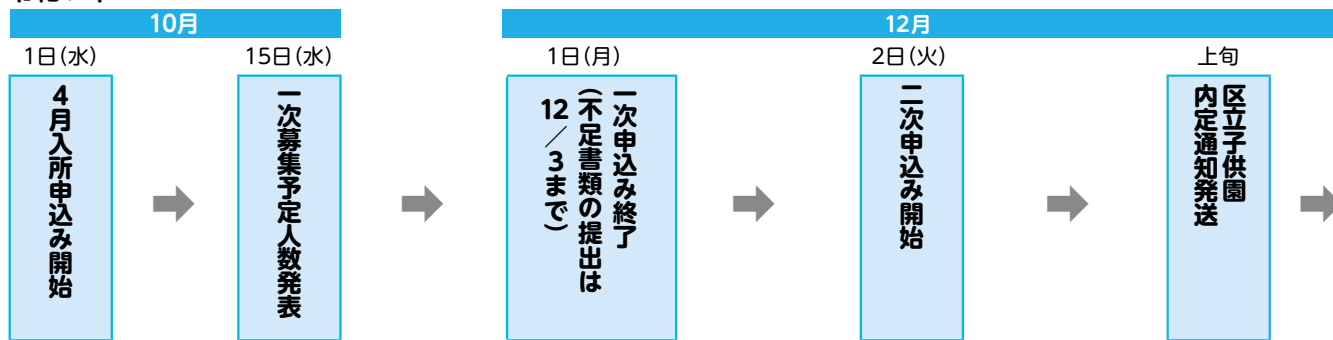 10月
12月
1日(水)
15日(水)
1日(月)
2日(火)
上旬
4月入所申込み開始
一次募集予定人数発表
一次申込み終了
(不足書類の提出は
12/3まで)
二次申込み開始
区立子供園
内定通知発送